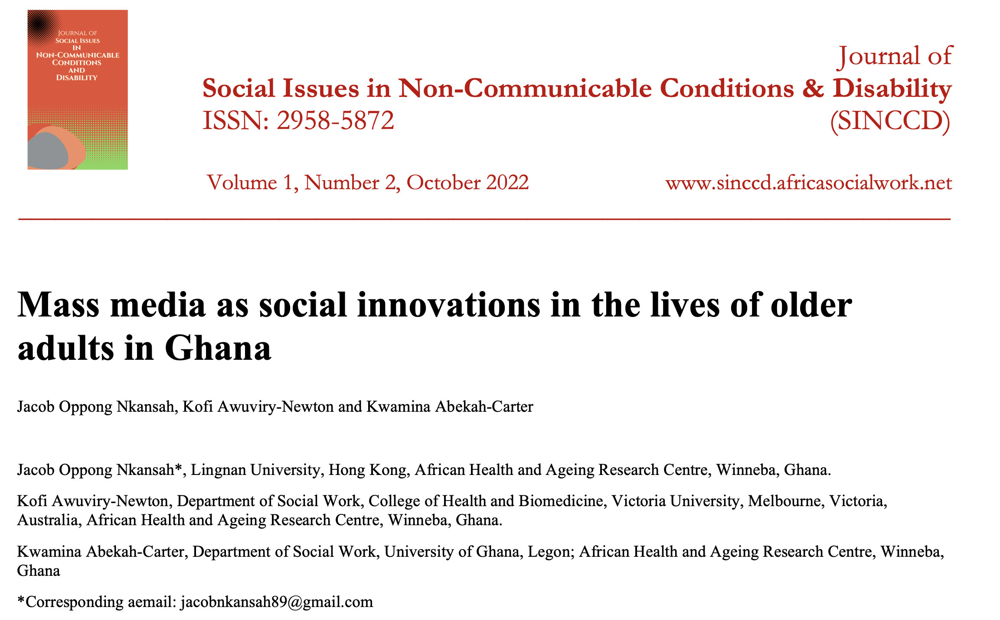 JOURNAL OF
SOCIAL ISSUES
IN
NON-COMMUNICABLE
CONDITIONS
AND
DISABILITY
Journal of
Social Issues in Non-Communicable Conditions & Disability
ISSN: 2958-5872 (SINCCD)
Volume 1, Number 2, October 2022 www.sinccd.africasocialwork.net
Mass media as social innovations in the lives of older
adults in Ghana
Jacob Oppong Nkansah, Kofi Awuviry-Newton and Kwamina Abekah-Carter
Jacob Oppong Nkansah*, Lingnan University, Hong Kong, African Health and Ageing Research Centre, Winneba, Ghana.
Kofi Awuviry-Newton, Department of Social Work, College of Health and Biomedicine, Victoria University, Melbourne, Victoria,
Australia, African Health and Ageing Research Centre, Winneba, Ghana.
Kwamina Abekah-Carter, Department of Social Work, University of Ghana, Legon; African Health and Ageing Research Centre, Winneba,
Ghana
*Corresponding aemail: jacobnkansah89@gmail.com